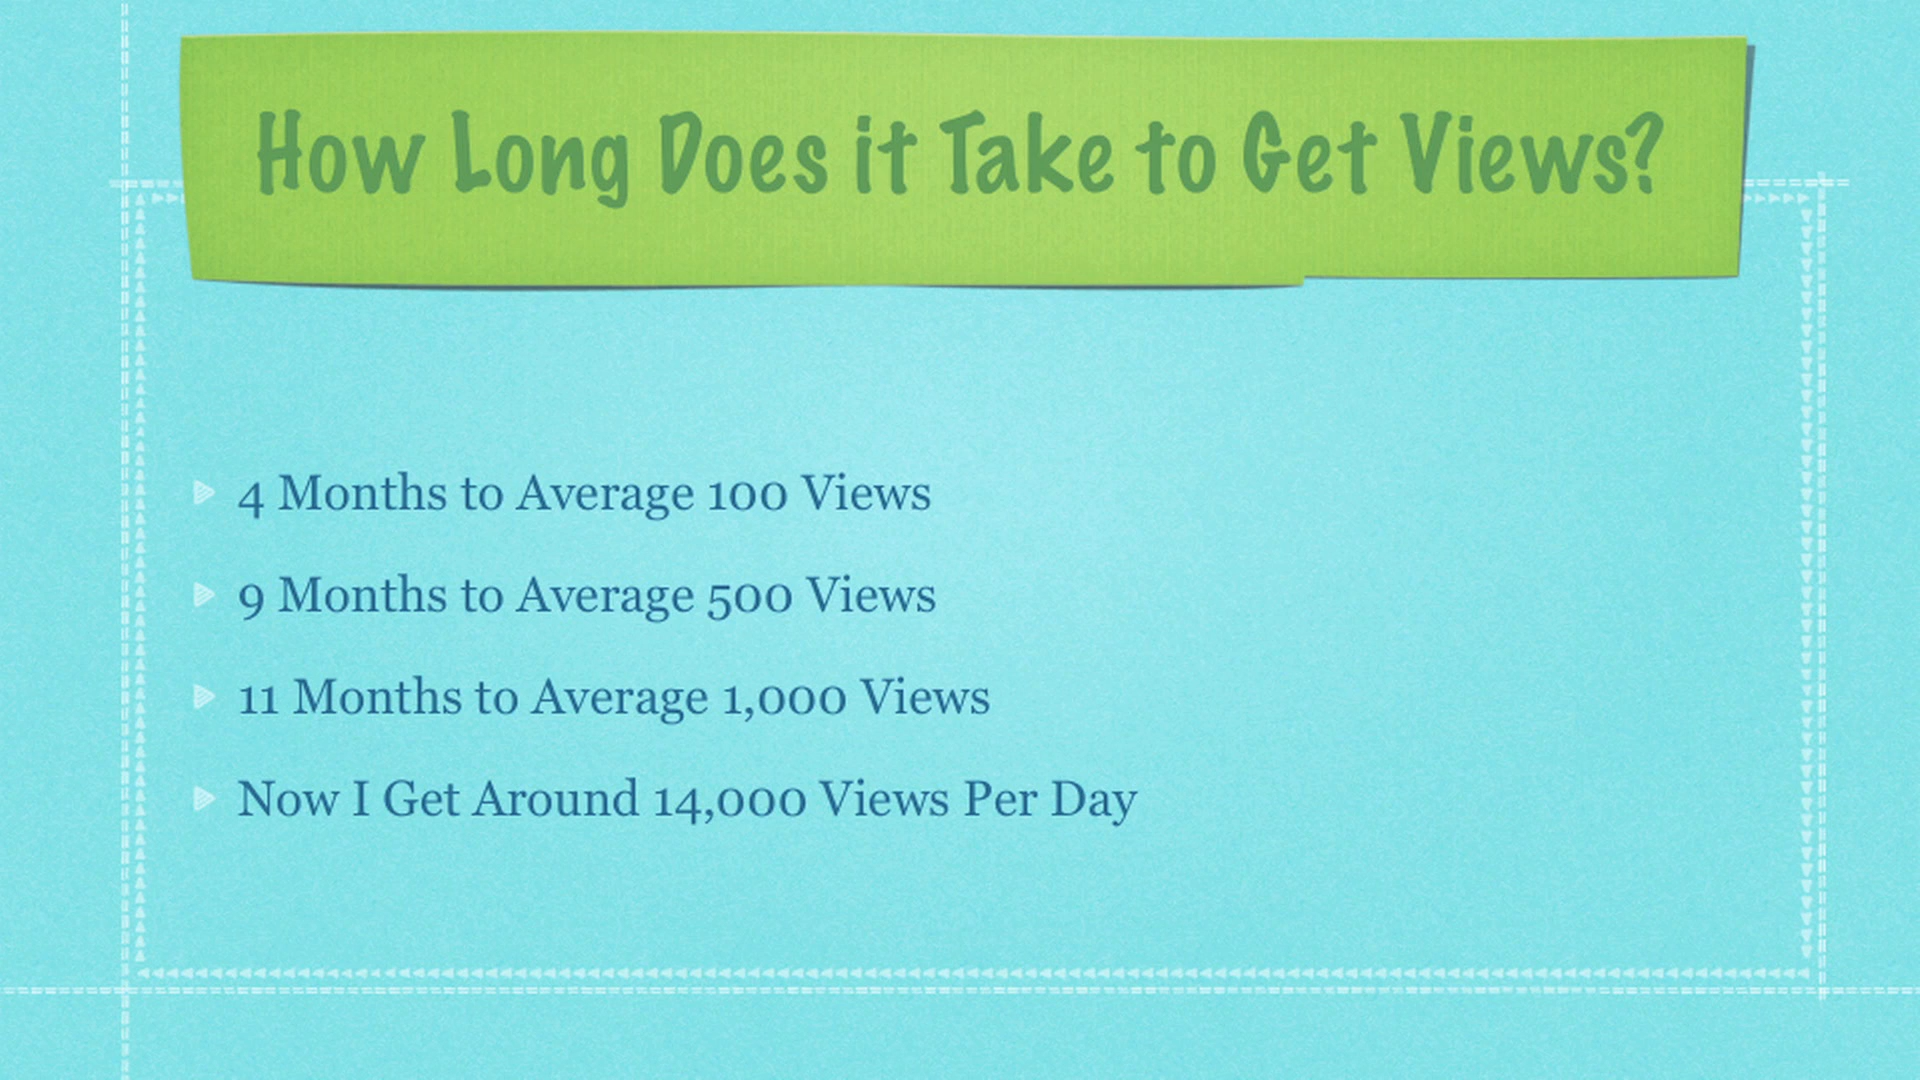 How Long Does it Take to Get Views?
4 Months to Average 100 Views
9 Months to Average 500 Views
11 Months to Average 1,000 Views
Now I Get Around 14,000 Views Per Day